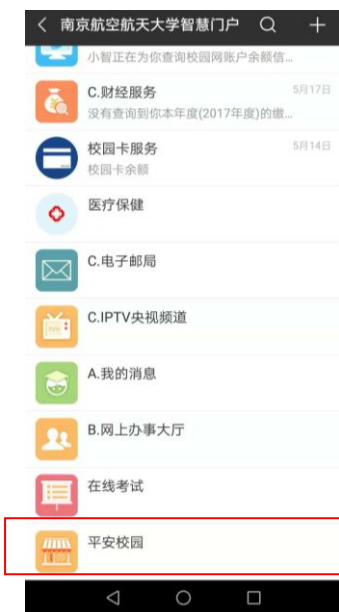 南京航空航天大学智慧门户
小智正在为你查询校园网账户余额信...
C.财经服务
5月17日
没有查询到你本年度(2017年度)的缴...
校园卡服务
5月14日
校园卡余额
医疗保健
C.电子邮局
C.IPTV央视频道
A.我的消息
B.网上办事大厅
在线考试
平安校园